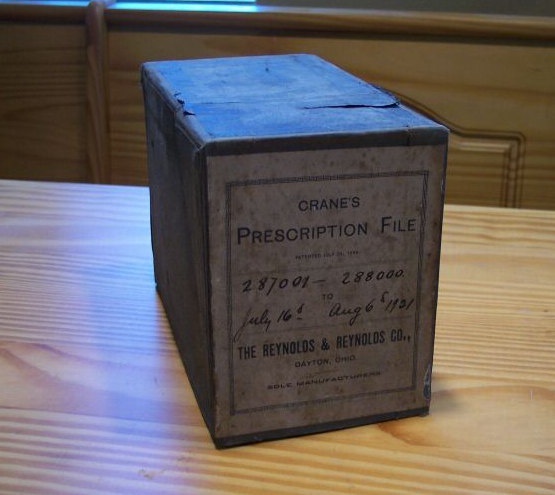 CRANE'S
PRESCRIPTION FILE
287001 - 288000
TO
July 16th Aug 6th 1931
THE REYNOLDS & REYNOLDS CO.,
DAYTON, OHIO.
SOLE MANUFACTURERS